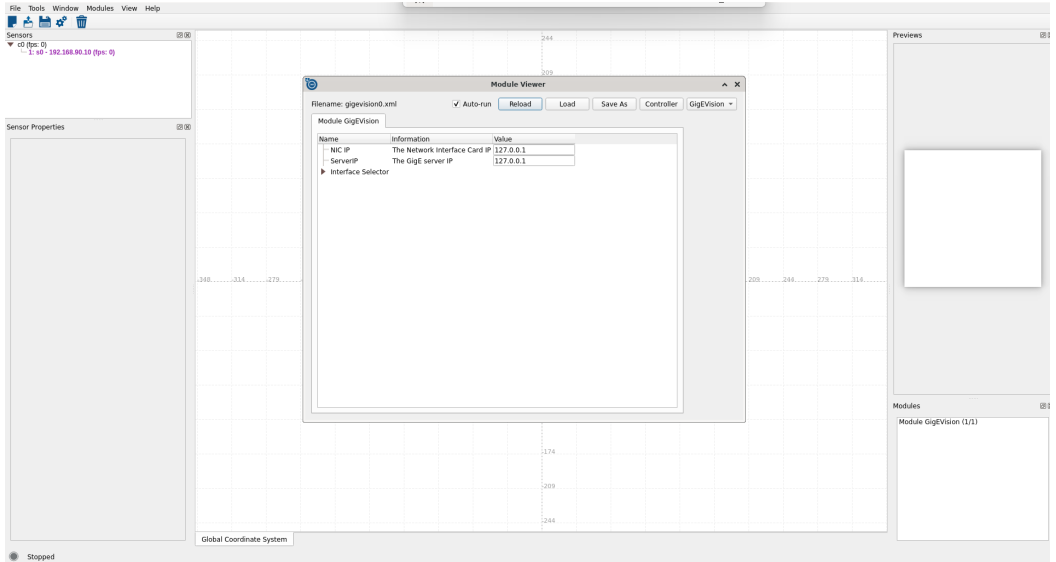 File Tools Window Modules View Help
Sensors
c0 (fps: 0)
1: s0 - 192.168.90.10 (fps: 0)
Sensor Properties
244
209
Module Viewer
Filename: gigevision0.xml Auto-run Reload Load Save As Controller GigEVision
Module GigEVision
Name Information Value
NIC IP The Network Interface Card IP 127.0.0.1
ServerIP The GigE server IP 127.0.0.1
Interface Selector
-348 -314 -279 209 244 279 314
-174
-209
-244
Global Coordinate System
Previews
Modules
Module GigEVision (1/1)
Stopped